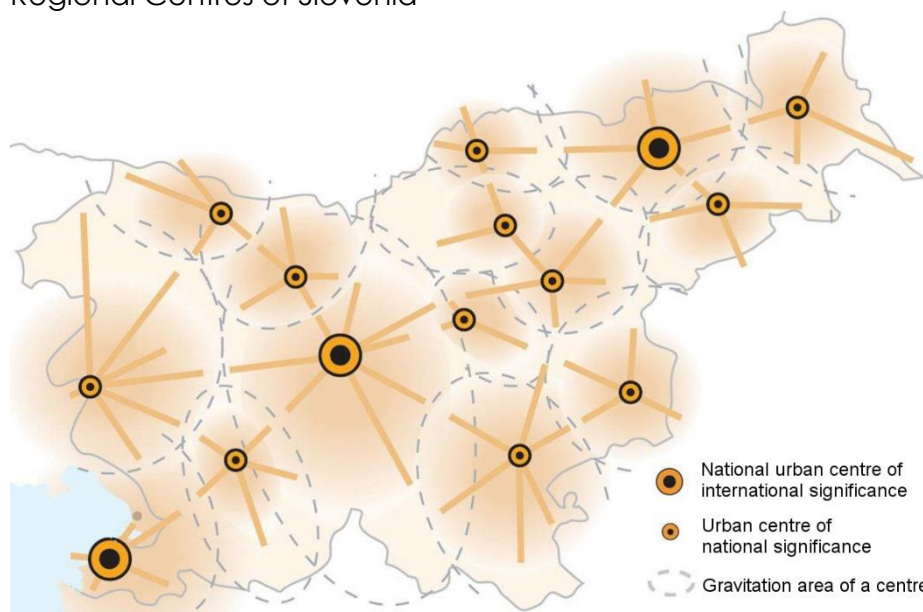 Regional Centres of Slovenia
National urban centre of
international significance
Urban centre of
national significance
Gravitation area of a centre